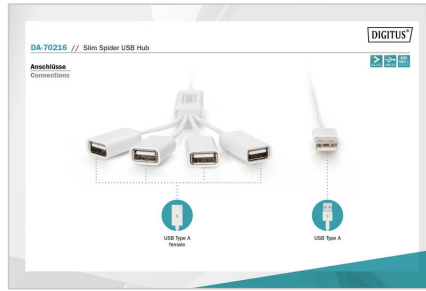 DIGITUS®
DA-70216 // Slim Spider USB Hub
Anschlüsse
Connections
USB Type A
female
USB Type A